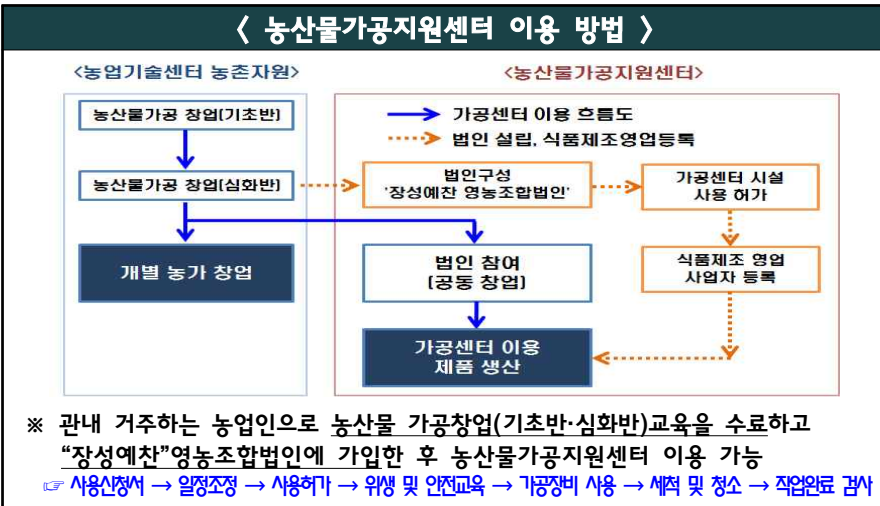 〈 농산물가공지원센터 이용 방법 〉
<농업기술센터 농촌자원>
<농산물가공지원센터>
농산물가공 창업[기초반]
가공센터 이용 흐름도
법인 설립, 식품제조영업등록
농산물가공 창업[심화반]
법인구성
'장성예찬 영농조합법인'
가공센터 시설
사용 허가
개별 농가 창업
법인 참여
[공동 창업]
식품제조 영업
사업자 등록
가공센터 이용
제품 생산
※ 관내 거주하는 농업인으로 농산물 가공창업(기초반·심화반)교육을 수료하고
“장성예찬”영농조합법인에 가입한 후 농산물가공지원센터 이용 가능
☞ 사용신청서 → 일정조정 → 사용허가 → 위생 및 안전교육 → 가공장비 사용 → 세척 및 청소 → 작업완료 검사